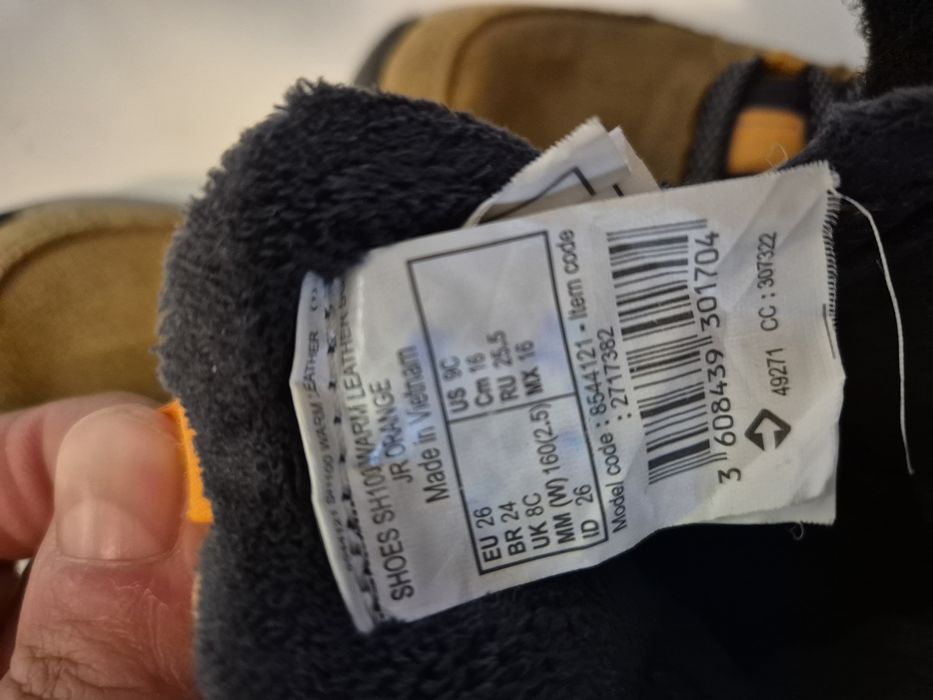 SHOES SH100 WARM LEATHER
JR ORANGE
Made in Vietnam
EU 26 US 9C
BR 24 Cm 16
UK 8C RU 25,5
MM (W) 160(2.5) MX 16
ID 26
Model code : 8544121 - Item code
: 2717382
3 608439 301704
49271 CC : 307322